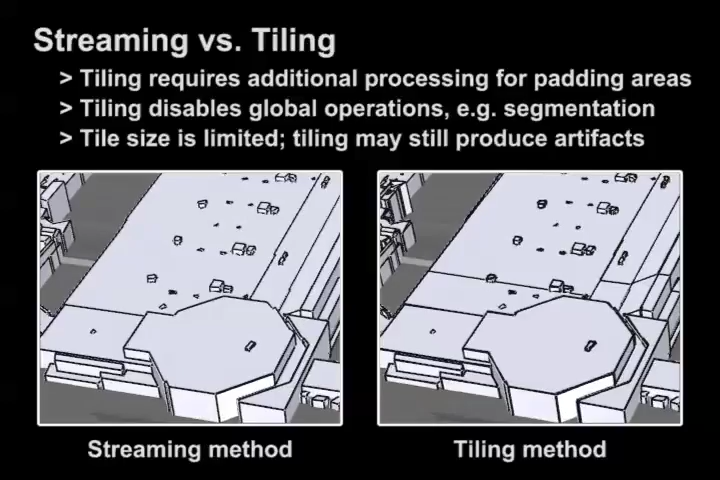 Streaming vs. Tiling
> Tiling requires additional processing for padding areas
> Tiling disables global operations, e.g. segmentation
> Tile size is limited; tiling may still produce artifacts
Streaming method
Tiling method